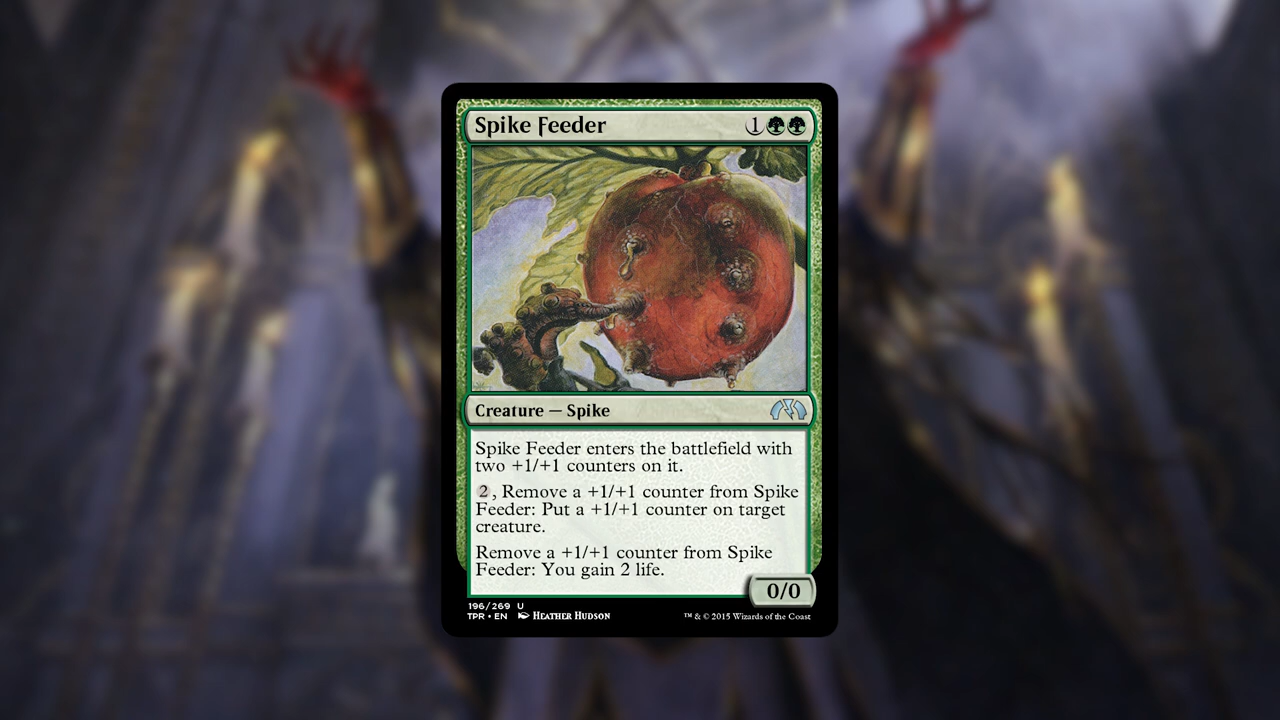 Spike Feeder 1
Creature — Spike
Spike Feeder enters the battlefield with
two +1/+1 counters on it.
2, Remove a +1/+1 counter from Spike
Feeder: Put a +1/+1 counter on target
creature.
Remove a +1/+1 counter from Spike
Feeder: You gain 2 life.
0/0
196/269 U
TPR • EN HEATHER HUDSON ™ & © 2015 Wizards of the Coast